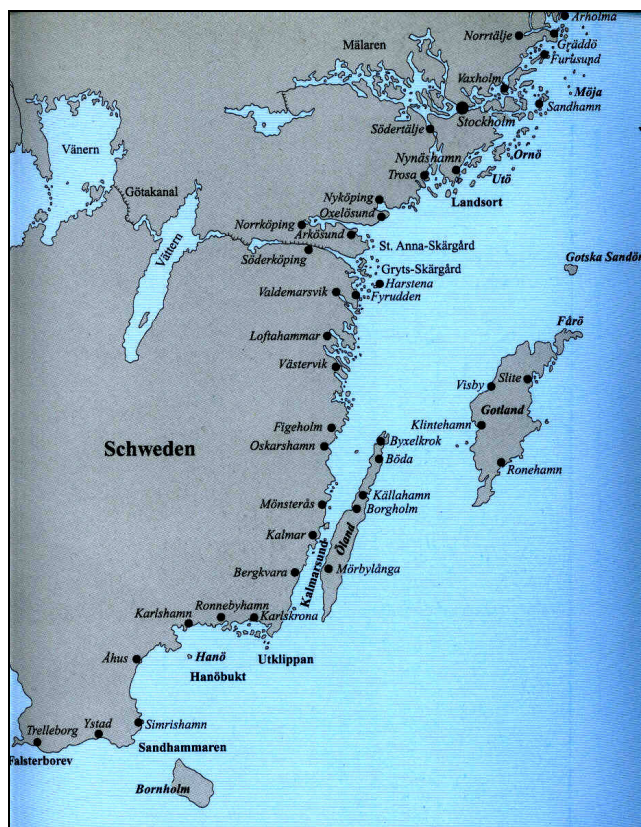 Arholma
Norrtälje
Gräddö
Furusund
Mälaren
Vaxholm
Möja
Sandhamn
Stockholm
Södertälje
Vänern
Ornö
Nynäshamn
Utö
Trosa
Götakanal
Landsort
Nyköping
Oxelösund
Norrköping
Arkösund
St. Anna-Skärgård
Vättern
Söderköping
Gotska Sandön
Gryts-Skärgård
Harstena
Valdemarsvik
Fyrudden
Fårö
Loftahammar
Västervik
Slite
Visby
Gotland
Klintehamn
Figeholm
Schweden
Oskarshamn
Byxelkrok
Böda
Ronehamn
Källahamn
Mönsterås
Borgholm
Kalmar
Öland
Kalmarsund
Bergkvara
Mörbylånga
Ronnebyhamn
Karlshamn
Karlskrona
Åhus
Hanö
Utklippan
Hanöbukt
Simrishamn
Ystad
Trelleborg
Sandhammaren
Falsterborev
Bornholm